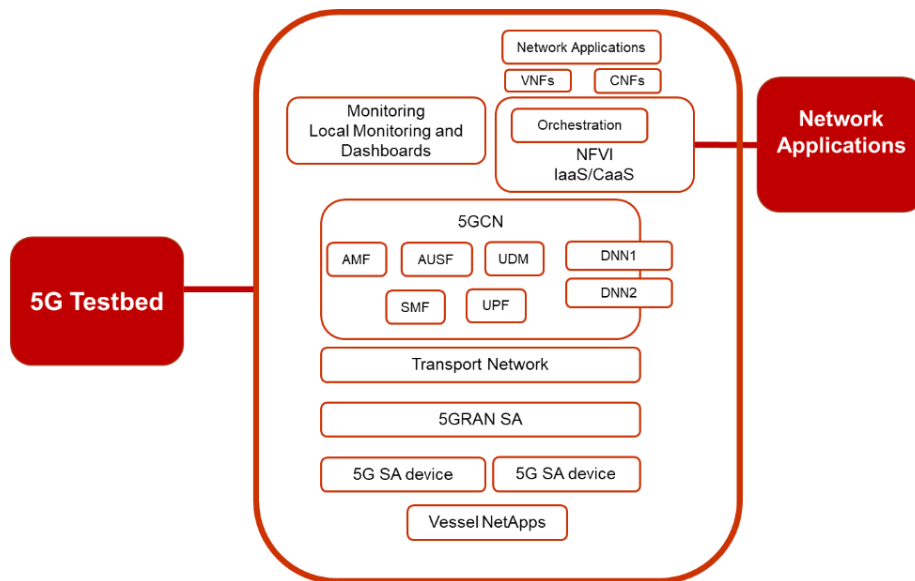 Network Applications
VNFs
CNFs
Monitoring
Local Monitoring and
Dashboards
Orchestration
NFVI
IaaS/CaaS
Network
Applications
5GCN
AMF
AUSF
UDM
DNN1
DNN2
SMF
UPF
5G Testbed
Transport Network
5GRAN SA
5G SA device
5G SA device
Vessel NetApps